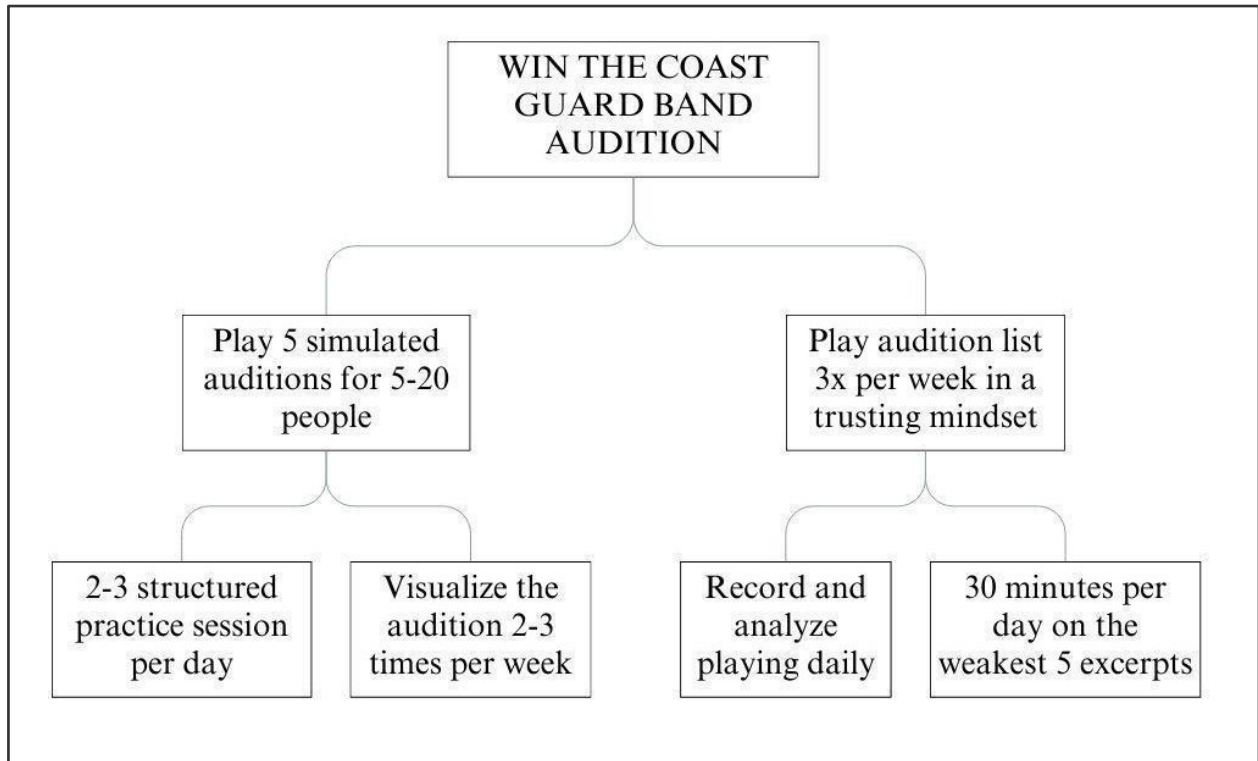 WIN THE COAST
GUARD BAND
AUDITION
Play 5 simulated
auditions for 5-20
people
Play audition list
3x per week in a
trusting mindset
2-3 structured
practice session
per day
Visualize the
audition 2-3
times per week
Record and
analyze
playing daily
30 minutes per
day on the
weakest 5 excerpts